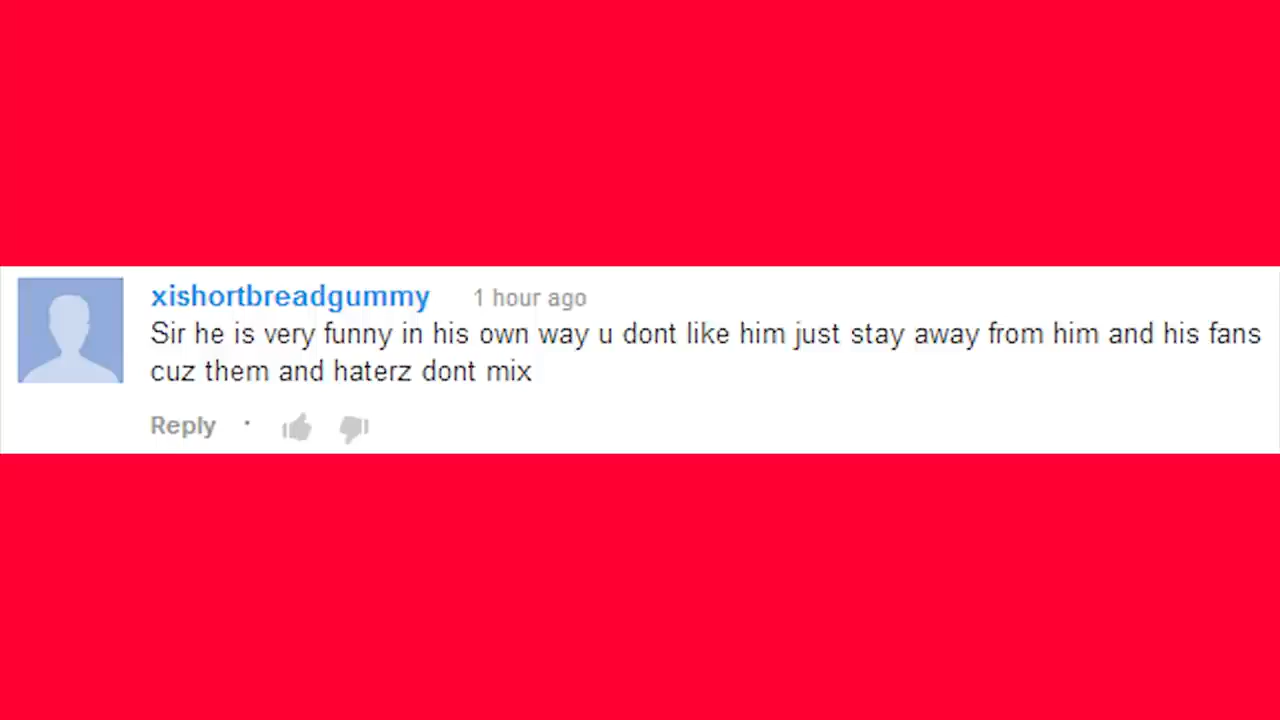 xishortbreadgummy 1 hour ago
Sir he is very funny in his own way u dont like him just stay away from him and his fans
cuz them and haterz dont mix
Reply ·